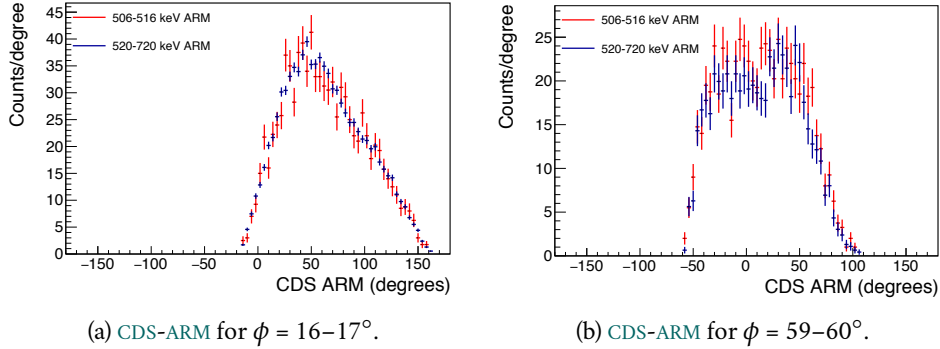 Counts/degree
45
40
35
30
25
20
15
10
5
0
506-516 keV ARM
520-720 keV ARM
−150 −100 −50 0 50 100 150
CDS ARM (degrees)
(a) CDS-ARM for ϕ = 16–17°.
Counts/degree
25
20
15
10
5
0
506-516 keV ARM
520-720 keV ARM
−150 −100 −50 0 50 100 150
CDS ARM (degrees)
(b) CDS-ARM for ϕ = 59–60°.